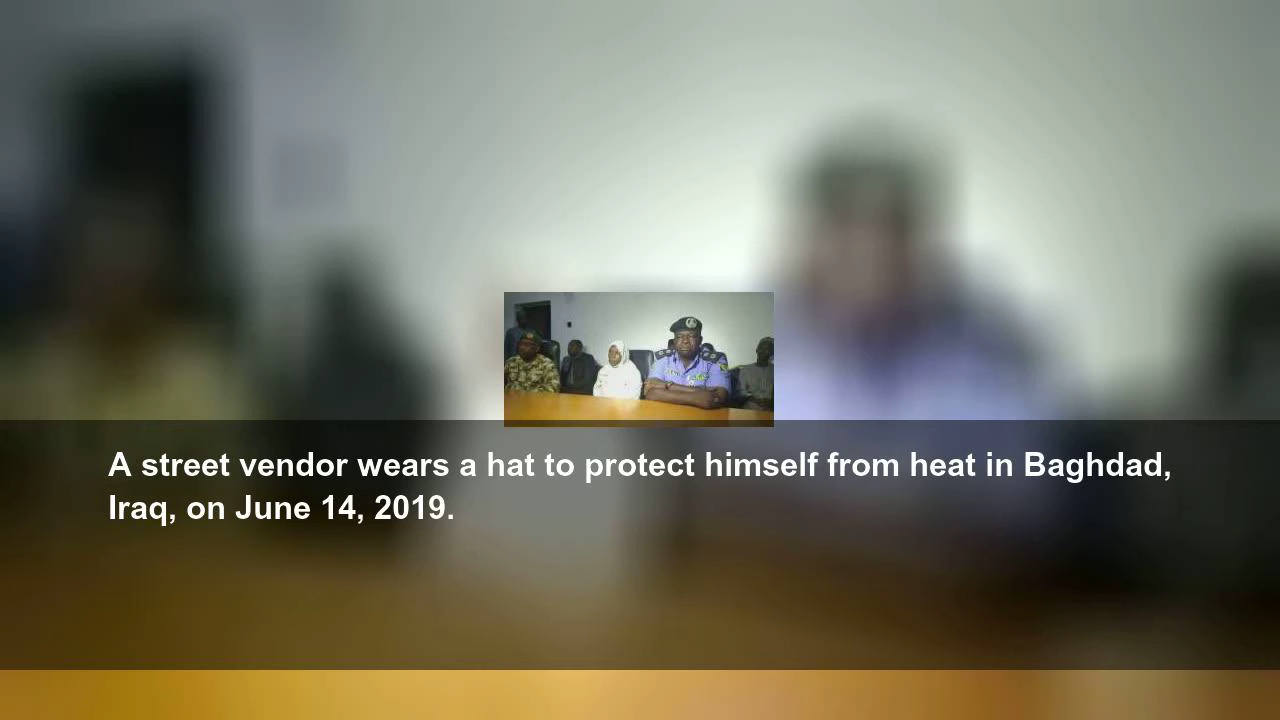 A street vendor wears a hat to protect himself from heat in Baghdad,
Iraq, on June 14, 2019.